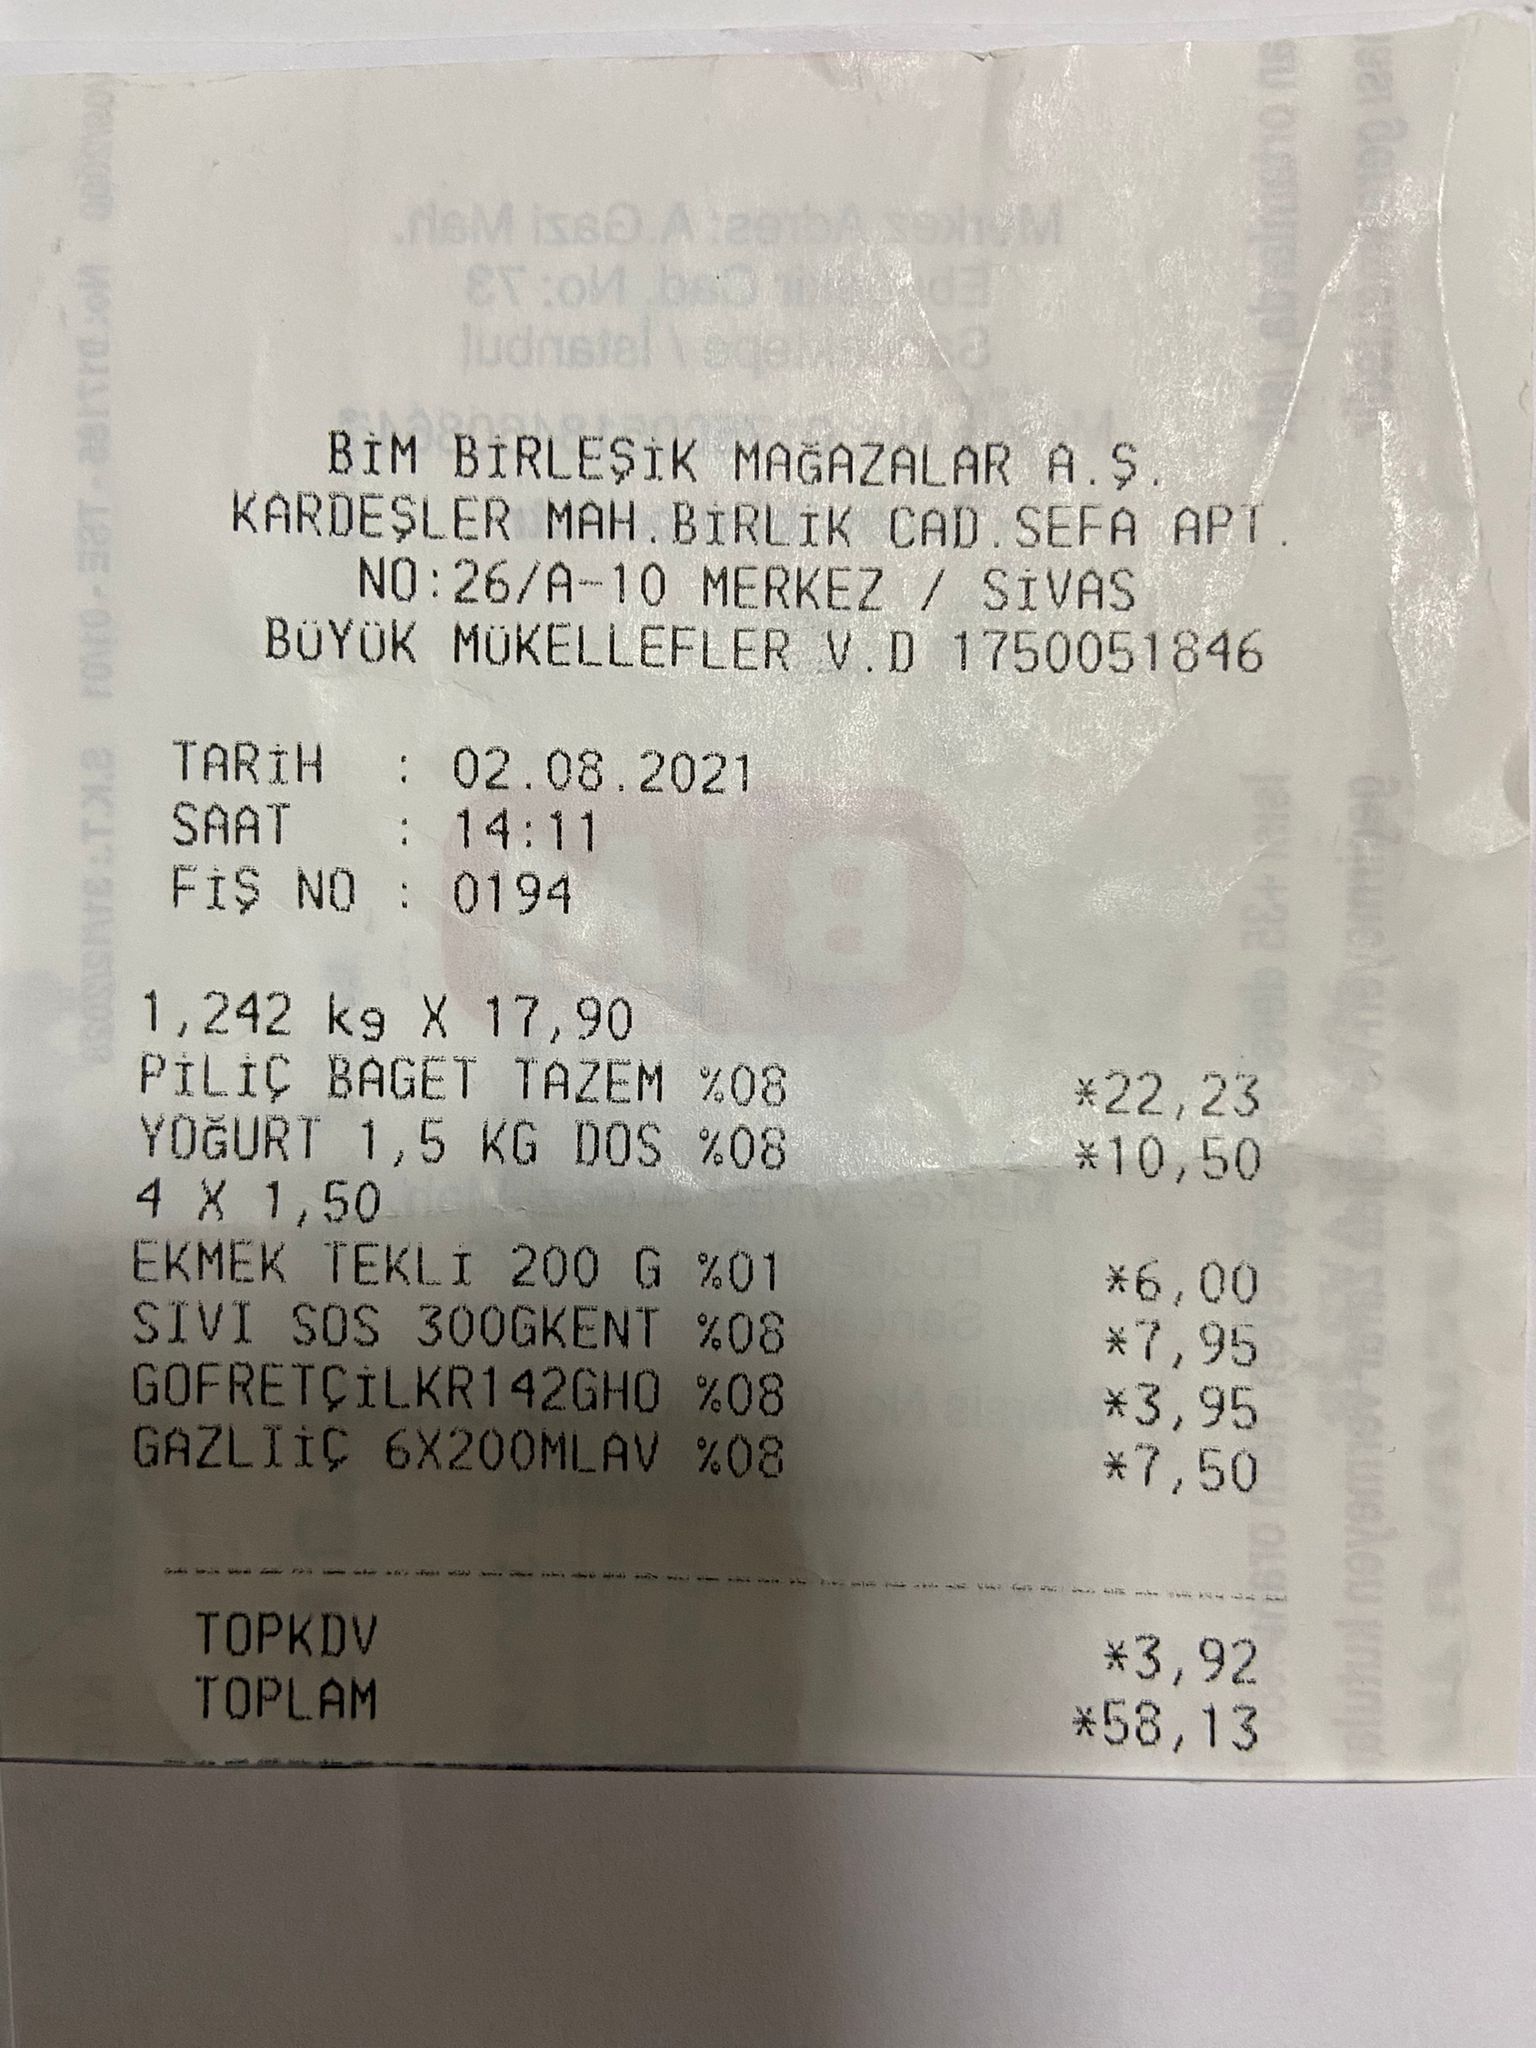 BİM BİRLEŞİK MAĞAZALAR A.Ş.
KARDEŞLER MAH.BİRLİK CAD.SEFA APT.
NO:26/A-10 MERKEZ / SİVAS
BÜYÜK MÜKELLEFLER V.D 1750051846
TARİH : 02.08.2021
SAAT : 14:11
FİŞ NO : 0194
1,242 kg X 17,90
PİLİÇ BAGET TAZEM %08 *22,23
YOĞURT 1,5 KG DOS %08 *10,50
4 X 1,50
EKMEK TEKLİ 200 G %01 *6,00
SIVI SOS 300GKENT %08 *7,95
GOFRETÇİLKR142GHO %08 *3,95
GAZLIİÇ 6X200MLAV %08 *7,50
TOPKDV *3,92
TOPLAM *58,13